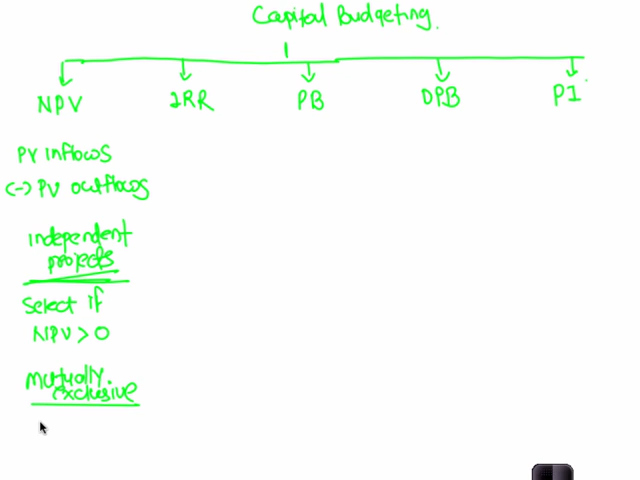 Capital Budgeting.
NPV IRR PB DPB PI
PV inflows
(-) PV outflows
independent
projects
Select if
NPV > 0
Mutually.
exclusive